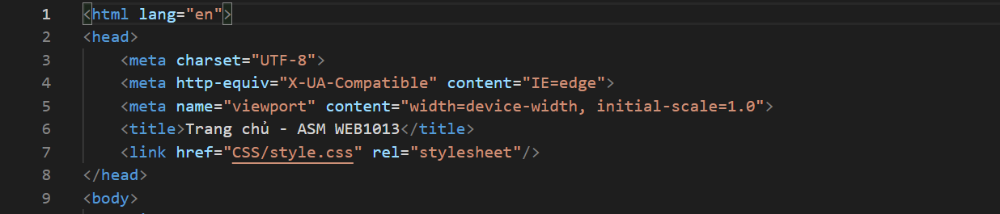 1 <html lang="en">
2 <head>
3     <meta charset="UTF-8">
4     <meta http-equiv="X-UA-Compatible" content="IE=edge">
5     <meta name="viewport" content="width=device-width, initial-scale=1.0">
6     <title>Trang chủ - ASM WEB1013</title>
7     <link href="CSS/style.css" rel="stylesheet"/>
8 </head>
9 <body>